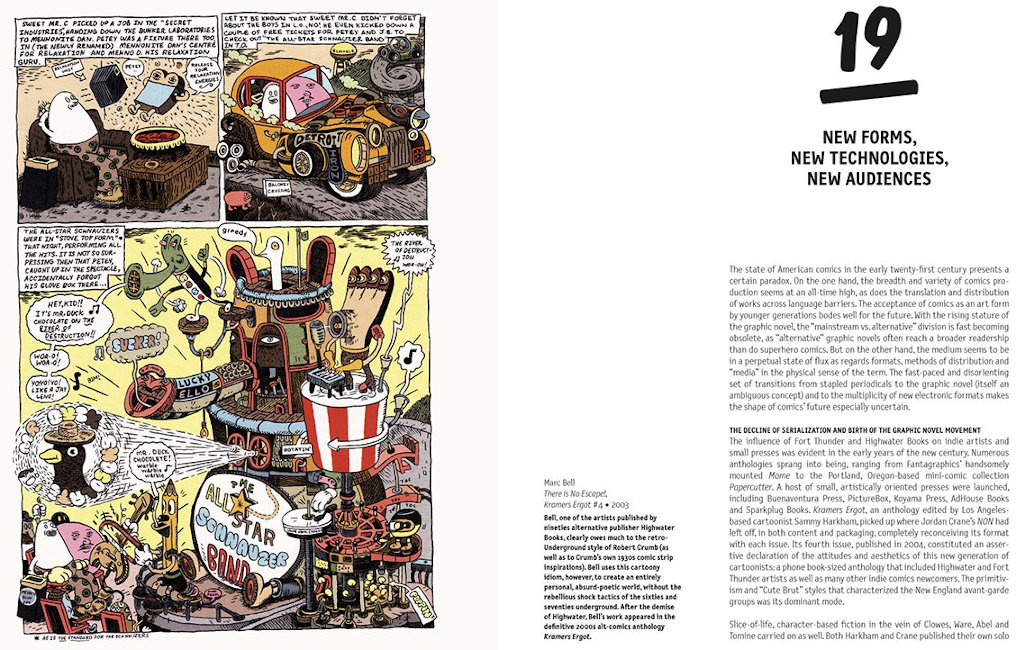 SWEET MR. C PICKED UP A JOB IN THE "SECRET
INDUSTRIES, HANDING DOWN THE BUNKER LABORATORIES
TO MENNONITE DAN. PETEY WAS A FIXTURE THERE TOO
IN (THE NEWLY RENAMED) MENNONITE DAN'S CENTRE
FOR RELAXATION AND MENNO D. HIS RELAXATION
GURU.
RELAXATION
UNIT
PETEY
RELEASE
YOUR
RELAXATION
ENERGIES
LET IT BE KNOWN THAT SWEET MR. C DIDN'T FORGET
ABOUT THE BOYS IN L.O., NO! HE EVEN KICKED DOWN A
COUPLE OF FREE TICKETS FOR PETEY AND J.B. TO
CHECK OUT "THE ALL-STAR SCHNAUZER BAND"
IN T.O.
DETROIT
BALONEY
CROSSING
THE ALL-STAR SCHNAUZERS
WERE IN "STOVE TOP FORM"*
THAT NIGHT, PERFORMING ALL
THE HITS. IT IS NOT SO SUR-
PRISING THEN THAT PETEY,
CAUGHT UP IN THE SPECTACLE,
ACCIDENTALLY FORGOT
HIS GLOVE BOX THERE...
Greedy
THE RIVER
OF DESTRUCT-
ION
WOA-OH!
HEY, KID!!
IT'S MR. DUCK
CHOCOLATE ON THE
RIVER OF
DESTRUCTION!!
SUCKER!
WOA-O!
WOA-O!
YOYOYO!
LIKE A JAY
LENO!
BIM!
LUCKY
ELLO
MR. DUCK
CHOCOLATE!
warble
warble
warble
ROTATIN'
THE
ALL
STAR
SCHNAUZER
BAND
* AS IS THE STANDARD FOR THE SCHNAUZERS
19
NEW FORMS,
NEW TECHNOLOGIES,
NEW AUDIENCES
The state of American comics in the early twenty-first century presents a
certain paradox. On the one hand, the breadth and variety of comics pro-
duction seems at an all-time high, as does the translation and distribution
of works across language barriers. The acceptance of comics as an art form
by younger generations bodes well for the future. With the rising stature of
the graphic novel, the "mainstream vs. alternative" division is fast becoming
obsolete, as "alternative" graphic novels often reach a broader readership
than do superhero comics. But on the other hand, the medium seems to be
in a perpetual state of flux as regards formats, methods of distribution and
"media" in the physical sense of the term. The fast-paced and disorienting
set of transitions from stapled periodicals to the graphic novel (itself an
ambiguous concept) and to the multiplicity of new electronic formats makes
the shape of comics' future especially uncertain.
THE DECLINE OF SERIALIZATION AND BIRTH OF THE GRAPHIC NOVEL MOVEMENT
The influence of Fort Thunder and Highwater Books on indie artists and
small presses was evident in the early years of the new century. Numerous
anthologies sprang into being, ranging from Fantagraphics' handsomely
mounted Mome to the Portland, Oregon-based mini-comic collection
Papercutter. A host of small, artistically oriented presses were launched,
including Buenaventura Press, PictureBox, Koyama Press, AdHouse Books
and Sparkplug Books. Kramers Ergot, an anthology edited by Los Angeles-
based cartoonist Sammy Harkham, picked up where Jordan Crane's NON had
left off, in both content and packaging, completely reconceiving its format
with each issue. Its fourth issue, published in 2004, constituted an asser-
tive declaration of the attitudes and aesthetics of this new generation of
cartoonists: a phone book-sized anthology that included Highwater and Fort
Thunder artists as well as many other indie comics newcomers. The primitiv-
ism and "Cute Brut" styles that characterized the New England avant-garde
groups was its dominant mode.
Slice-of-life, character-based fiction in the vein of Clowes, Ware, Abel and
Tomine carried on as well. Both Harkham and Crane published their own solo
Marc Bell
There is No Escape!,
Kramers Ergot #4 • 2003
Bell, one of the artists published by
nineties alternative publisher Highwater
Books, clearly owes much to the retro-
Underground style of Robert Crumb (as
well as to Crumb's own 1930s comic strip
inspirations). Bell uses this cartoony
idiom, however, to create an entirely
personal, absurd-poetic world, without the
rebellious shock tactics of the sixties and
seventies underground. After the demise
of Highwater, Bell's work appeared in the
definitive 2000s alt-comics anthology
Kramers Ergot.